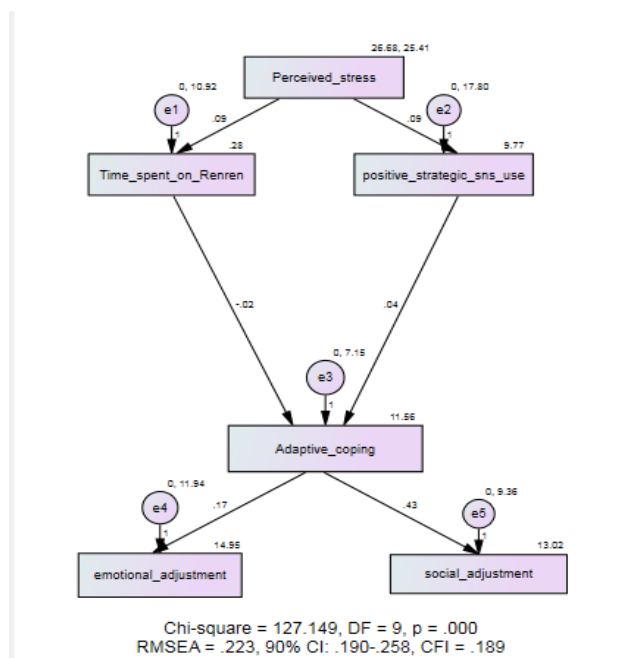 26.68, 25.41
Perceived_stress
0, 10.92
e1
1
.09
0, 17.80
e2
1
.09
.28
Time_spent_on_Renren
9.77
positive_strategic_sns_use
-.02
.04
0, 7.15
e3
1
11.56
Adaptive_coping
0, 11.94
e4
1
.17
.43
0, 9.36
e5
1
14.95
emotional_adjustment
13.02
social_adjustment
Chi-square = 127.149, DF = 9, p = .000
RMSEA = .223, 90% CI: .190-.258, CFI = .189